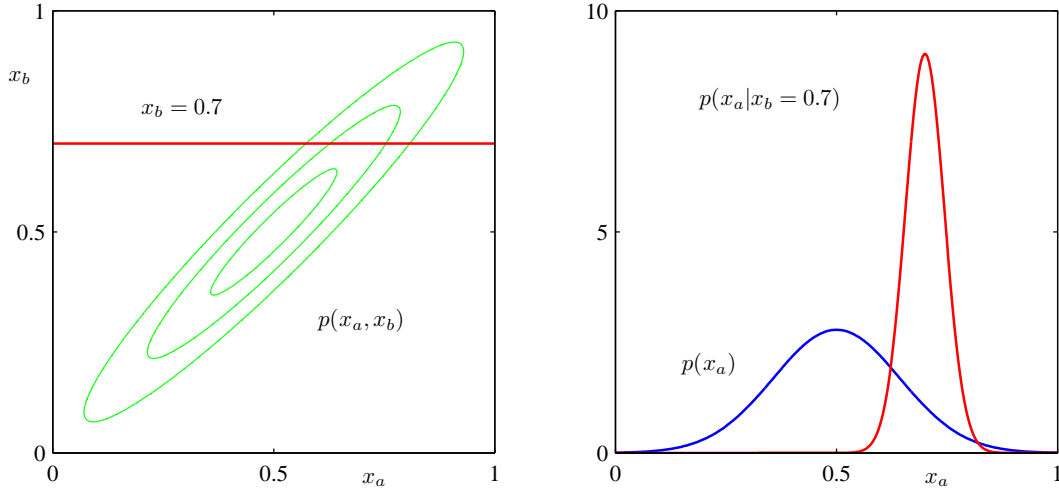 1
x_b
x_b = 0.7
0.5
p(x_a, x_b)
0
0
0.5
x_a
1
10
p(x_a|x_b = 0.7)
5
p(x_a)
0
0
0.5
x_a
1